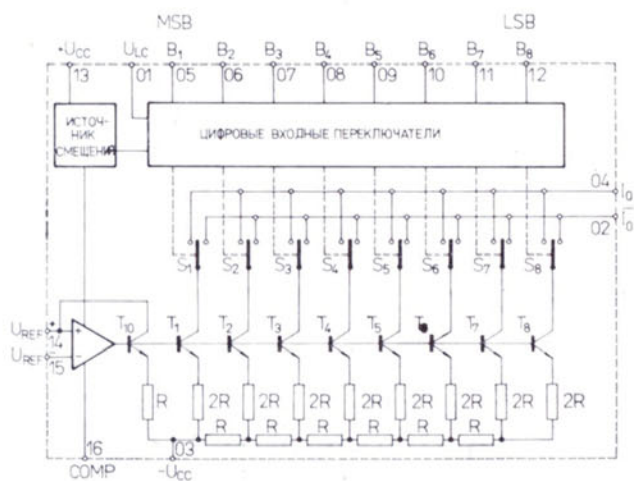 MSB LSB
+UCC ULC B1 B2 B3 B4 B5 B6 B7 B8
13 01 05 06 07 08 09 10 11 12
ИСТОЧ-
НИК
СМЕЩЕНИЯ
ЦИФРОВЫЕ ВХОДНЫЕ ПЕРЕКЛЮЧАТЕЛИ
04 I0
02 I0
S1 S2 S3 S4 S5 S6 S7 S8
UREF+ 14 + T10 T1 T2 T3 T4 T5 T7 T8
UREF- 15 -
R 2R 2R 2R 2R 2R 2R 2R 2R
R R R R R R
16 03
COMP -UCC